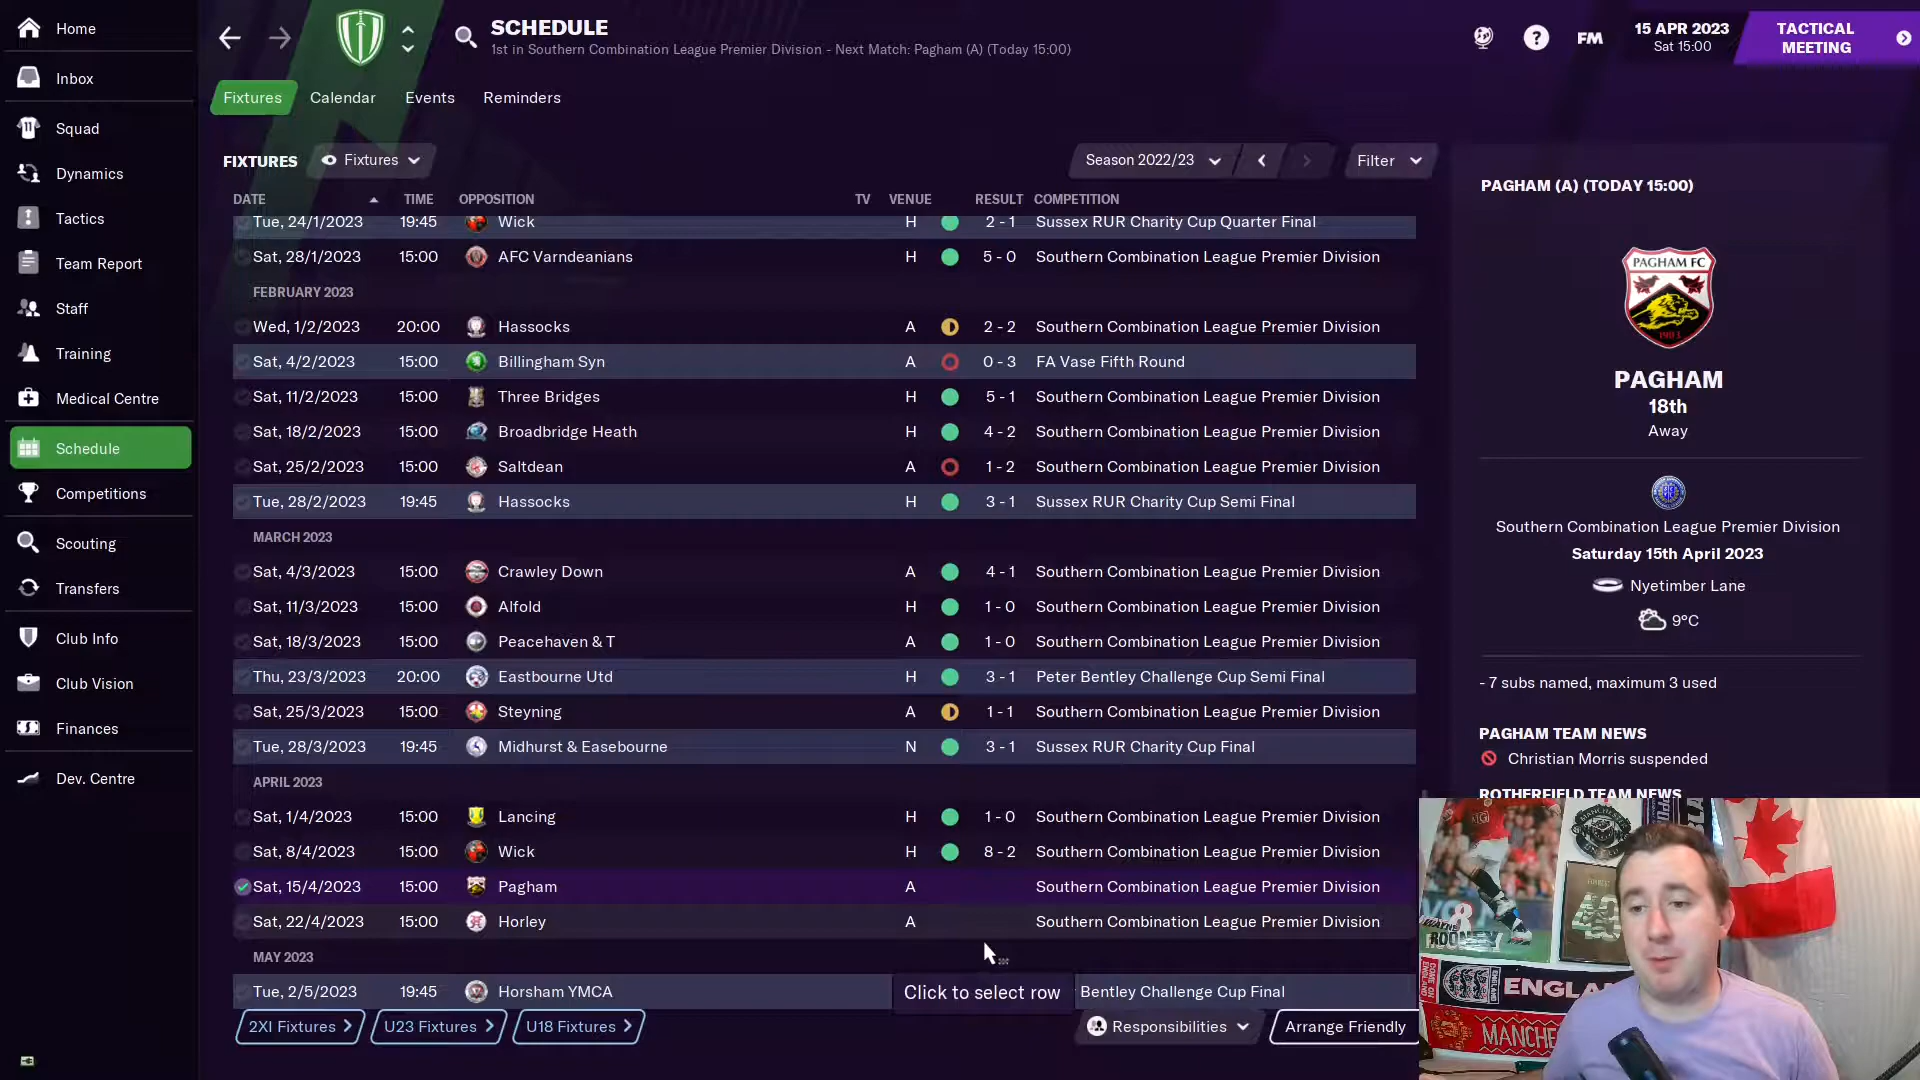 Home
Inbox
Squad
Dynamics
Tactics
Team Report
Staff
Training
Medical Centre
Schedule
Competitions
Scouting
Transfers
Club Info
Club Vision
Finances
Dev. Centre
SCHEDULE
1st in Southern Combination League Premier Division - Next Match: Pagham (A) (Today 15:00)
FM
15 APR 2023
Sat 15:00
TACTICAL
MEETING
Fixtures Calendar Events Reminders
FIXTURES Fixtures Season 2022/23 Filter
DATE TIME OPPOSITION TV VENUE RESULT COMPETITION
Tue, 24/1/2023 19:45 Wick H 2 - 1 Sussex RUR Charity Cup Quarter Final
Sat, 28/1/2023 15:00 AFC Varndeanians H 5 - 0 Southern Combination League Premier Division
FEBRUARY 2023
Wed, 1/2/2023 20:00 Hassocks A 2 - 2 Southern Combination League Premier Division
Sat, 4/2/2023 15:00 Billingham Syn A 0 - 3 FA Vase Fifth Round
Sat, 11/2/2023 15:00 Three Bridges H 5 - 1 Southern Combination League Premier Division
Sat, 18/2/2023 15:00 Broadbridge Heath H 4 - 2 Southern Combination League Premier Division
Sat, 25/2/2023 15:00 Saltdean A 1 - 2 Southern Combination League Premier Division
Tue, 28/2/2023 19:45 Hassocks H 3 - 1 Sussex RUR Charity Cup Semi Final
MARCH 2023
Sat, 4/3/2023 15:00 Crawley Down A 4 - 1 Southern Combination League Premier Division
Sat, 11/3/2023 15:00 Alfold H 1 - 0 Southern Combination League Premier Division
Sat, 18/3/2023 15:00 Peacehaven & T A 1 - 0 Southern Combination League Premier Division
Thu, 23/3/2023 20:00 Eastbourne Utd H 3 - 1 Peter Bentley Challenge Cup Semi Final
Sat, 25/3/2023 15:00 Steyning A 1 - 1 Southern Combination League Premier Division
Tue, 28/3/2023 19:45 Midhurst & Easebourne N 3 - 1 Sussex RUR Charity Cup Final
APRIL 2023
Sat, 1/4/2023 15:00 Lancing H 1 - 0 Southern Combination League Premier Division
Sat, 8/4/2023 15:00 Wick H 8 - 2 Southern Combination League Premier Division
Sat, 15/4/2023 15:00 Pagham A Southern Combination League Premier Division
Sat, 22/4/2023 15:00 Horley A Southern Combination League Premier Division
MAY 2023
Tue, 2/5/2023 19:45 Horsham YMCA Bentley Challenge Cup Final
Click to select row
2XI Fixtures U23 Fixtures U18 Fixtures Responsibilities Arrange Friendly
PAGHAM (A) (TODAY 15:00)
PAGHAM FC
PAGHAM
18th
Away
Southern Combination League Premier Division
Saturday 15th April 2023
Nyetimber Lane
9°C
- 7 subs named, maximum 3 used
PAGHAM TEAM NEWS
Christian Morris suspended
ROTHERFIELD TEAM NEWS
WAYNE
ROONEY
8
ENGLAN
MANCHE